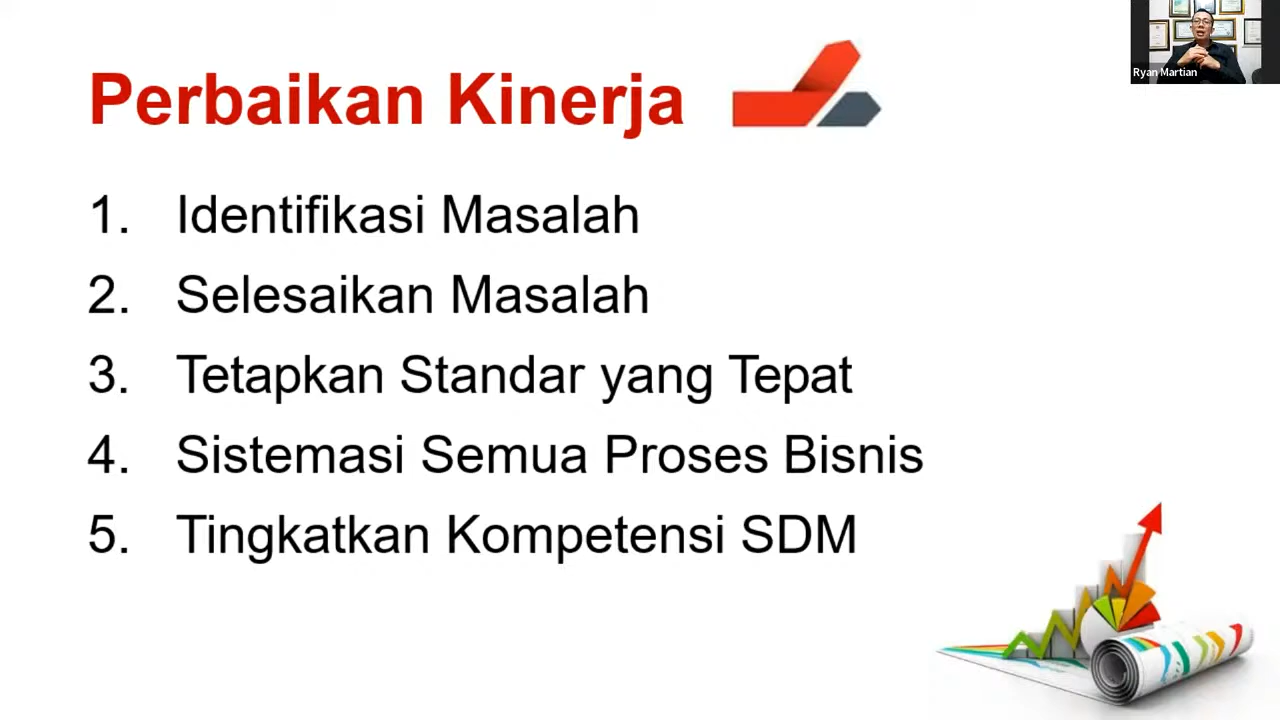 Perbaikan Kinerja
1. Identifikasi Masalah
2. Selesaikan Masalah
3. Tetapkan Standar yang Tepat
4. Sistemasi Semua Proses Bisnis
5. Tingkatkan Kompetensi SDM
Ryan Martian